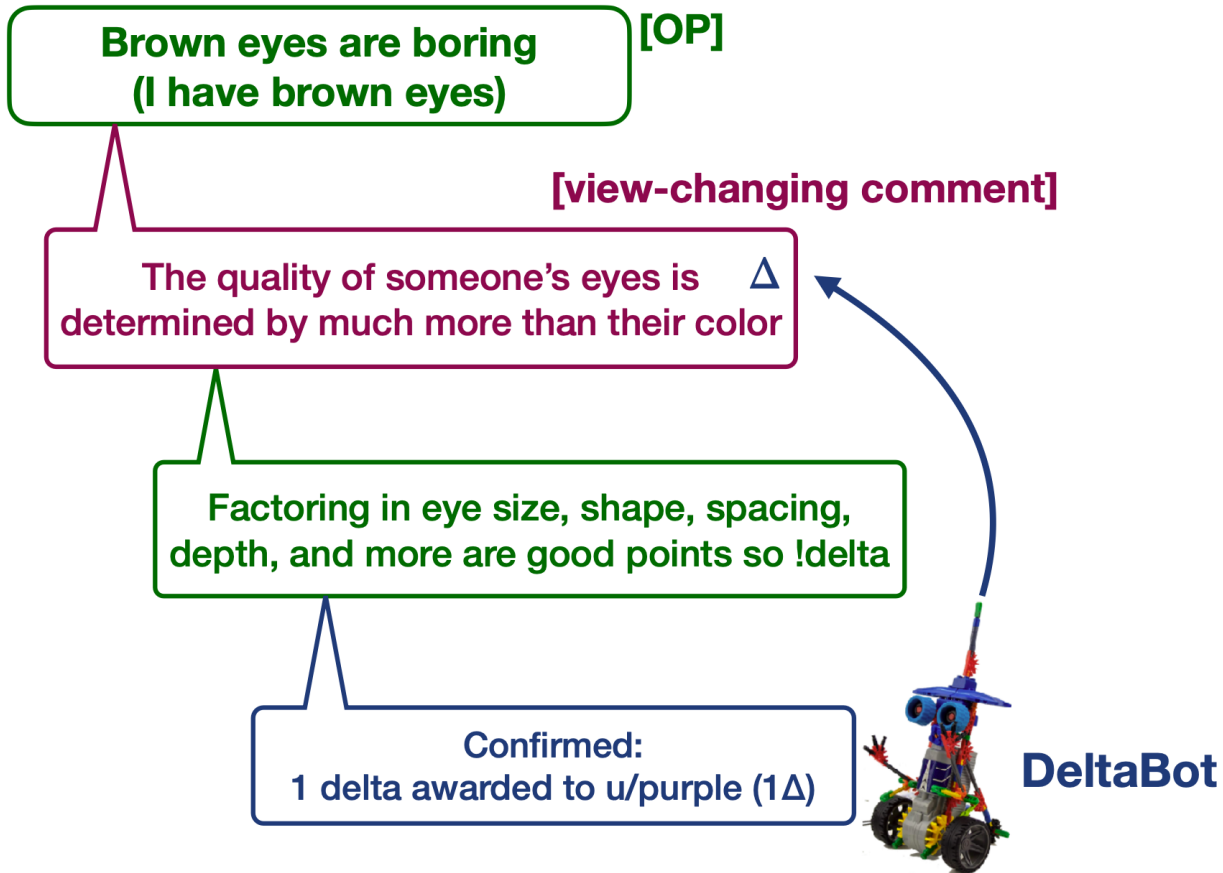 Brown eyes are boring
(I have brown eyes)
[OP]
[view-changing comment]
The quality of someone’s eyes is Δ
determined by much more than their color
Factoring in eye size, shape, spacing,
depth, and more are good points so !delta
Confirmed:
1 delta awarded to u/purple (1Δ)
DeltaBot